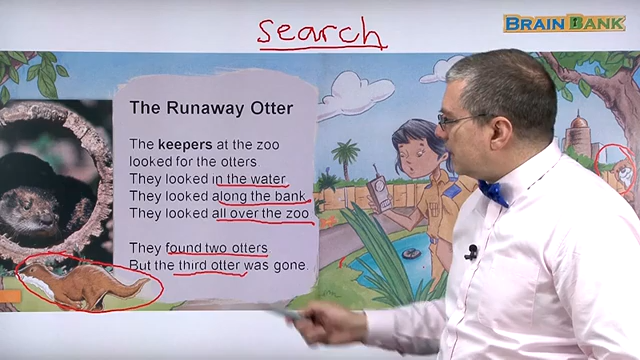 search
BRAIN BANK
The Runaway Otter
The keepers at the zoo
looked for the otters
They looked in the water
They looked along the bank
They looked all over the zoo
They found two otters
But the third otter was gone.